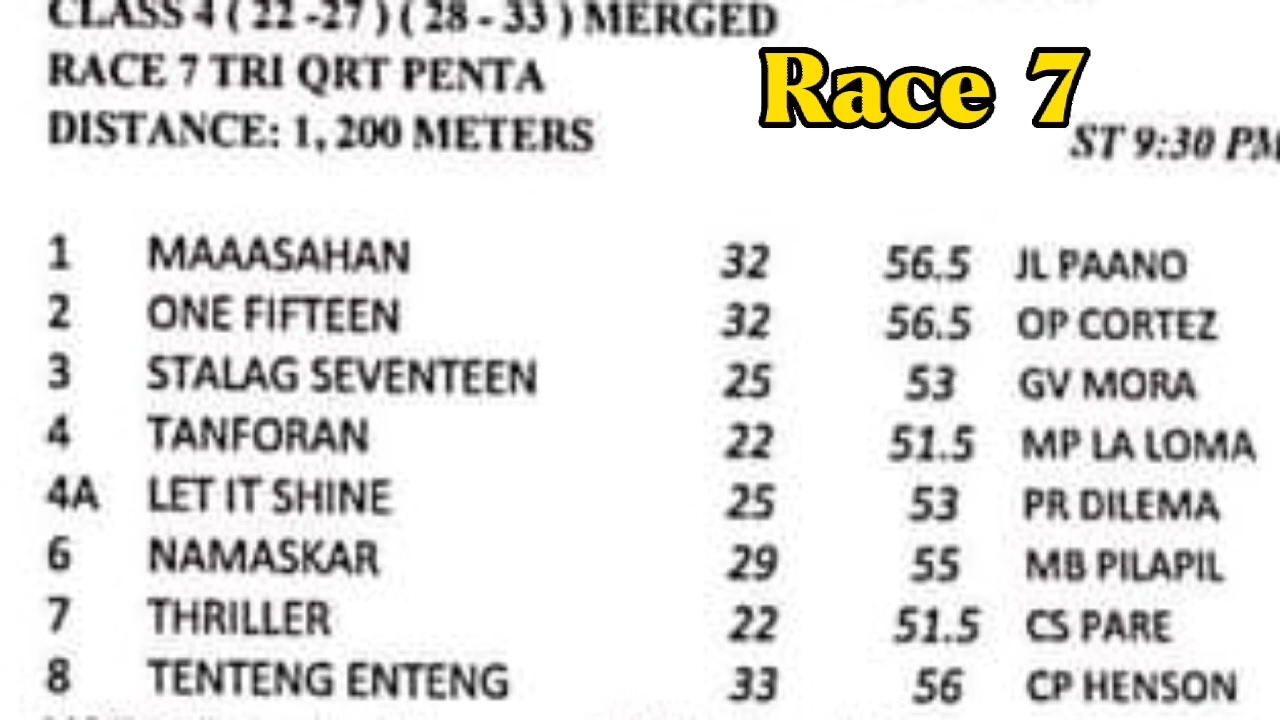 CLASS 4 ( 22 -27 ) ( 28 - 33 ) MERGED
RACE 7 TRI QRT PENTA
Race 7
DISTANCE: 1, 200 METERS
ST 9:30 PM
1 MAAASAHAN 32 56.5 JL PAANO
2 ONE FIFTEEN 32 56.5 OP CORTEZ
3 STALAG SEVENTEEN 25 53 GV MORA
4 TANFORAN 22 51.5 MP LA LOMA
4A LET IT SHINE 25 53 PR DILEMA
6 NAMASKAR 29 55 MB PILAPIL
7 THRILLER 22 51.5 CS PARE
8 TENTENG ENTENG 33 56 CP HENSON